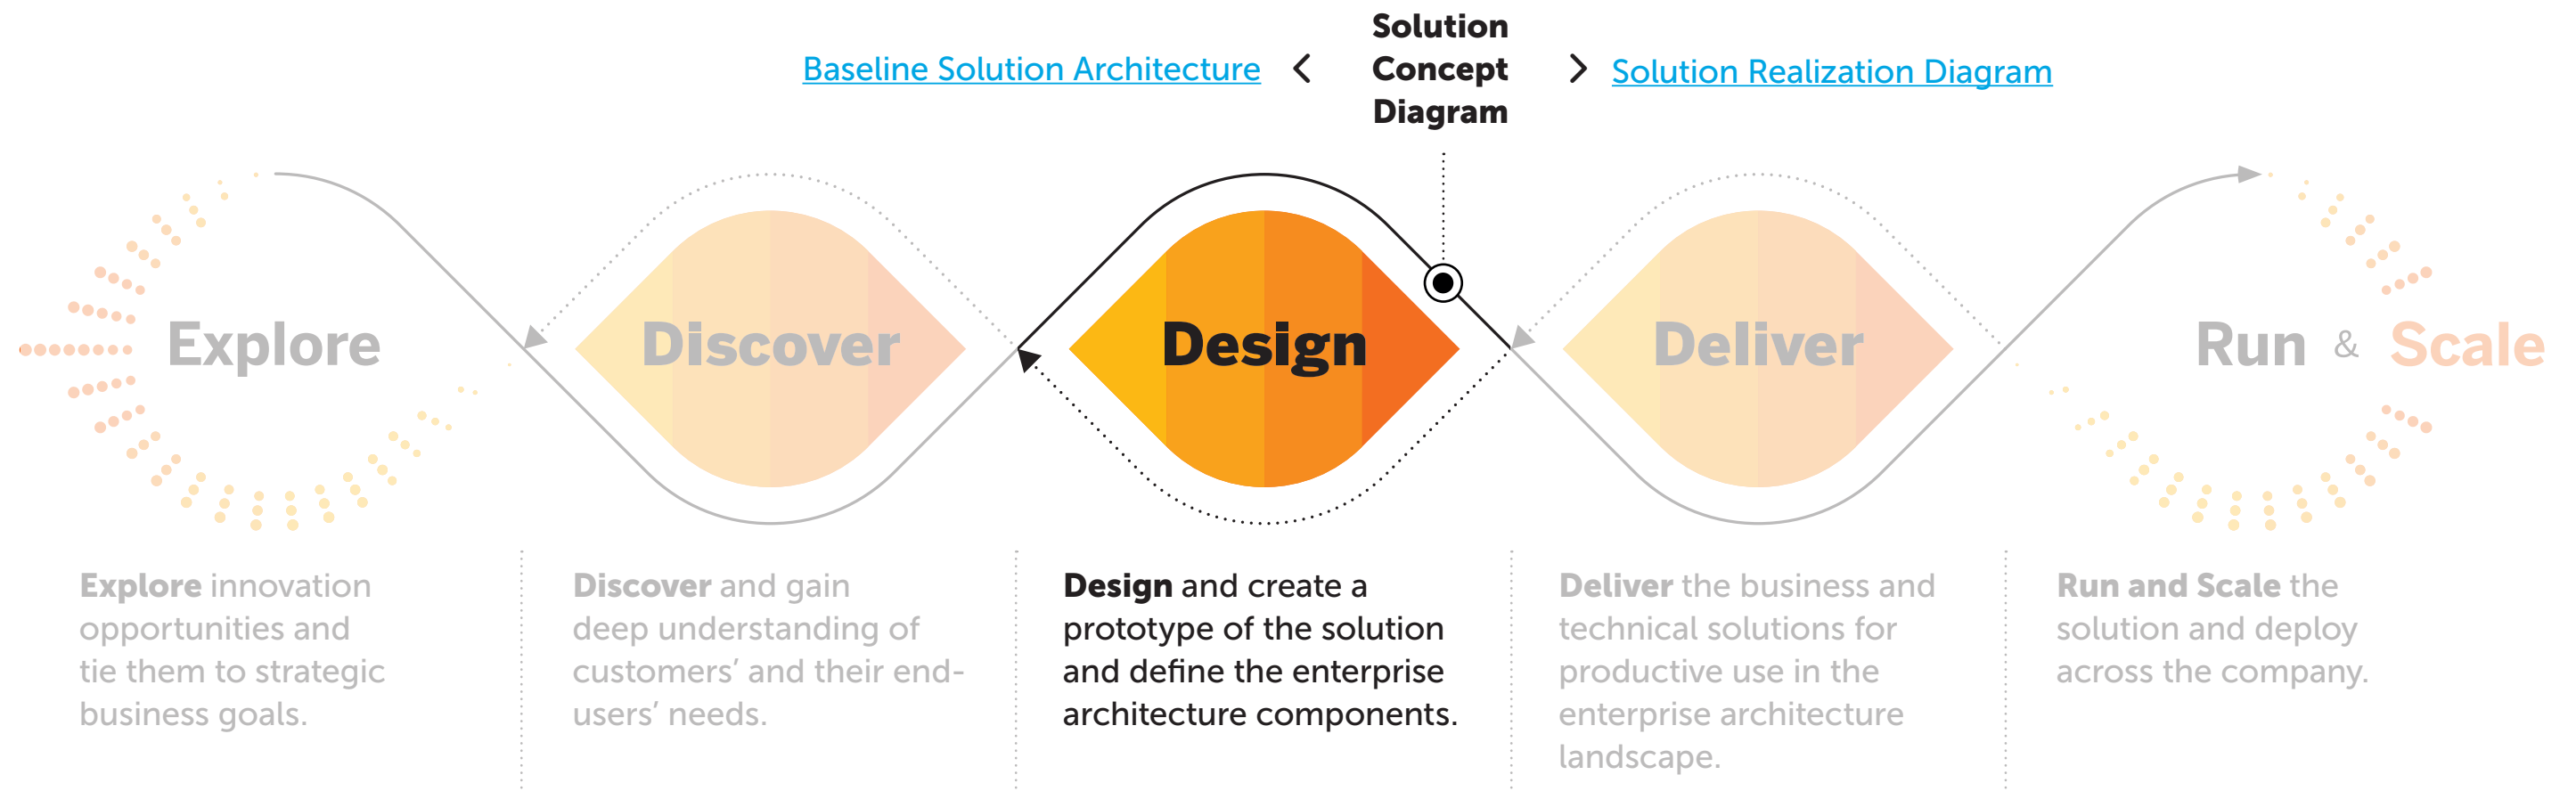 Solution
Concept
Diagram
Baseline Solution Architecture < > Solution Realization Diagram
Explore
Discover
Design
Deliver
Run & Scale
Explore innovation
opportunities and
tie them to strategic
business goals.
Discover and gain
deep understanding of
customers’ and their end-
users’ needs.
Design and create a
prototype of the solution
and define the enterprise
architecture components.
Deliver the business and
technical solutions for
productive use in the
enterprise architecture
landscape.
Run and Scale the
solution and deploy
across the company.